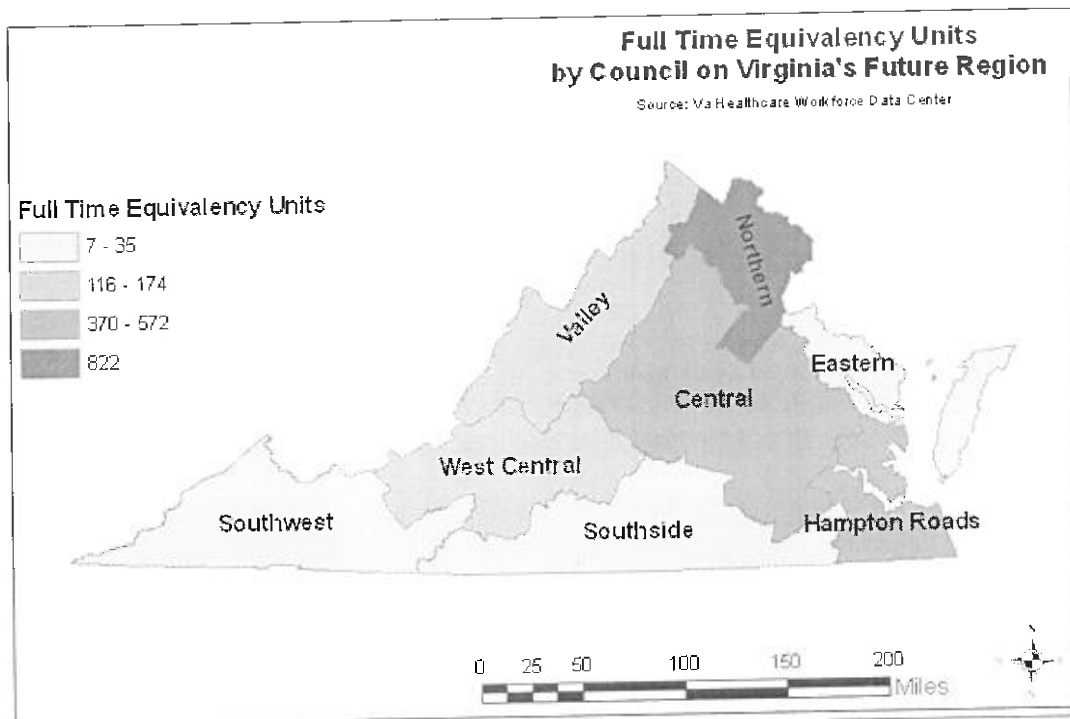 Full Time Equivalency Units
by Council on Virginia's Future Region
Source: Va Healthcare Workforce Data Center
Full Time Equivalency Units
7 - 35
116 - 174
370 - 572
822
Northern
Valley
Eastern
Central
West Central
Southwest
Southside
Hampton Roads
0 25 50 100 150 200
Miles